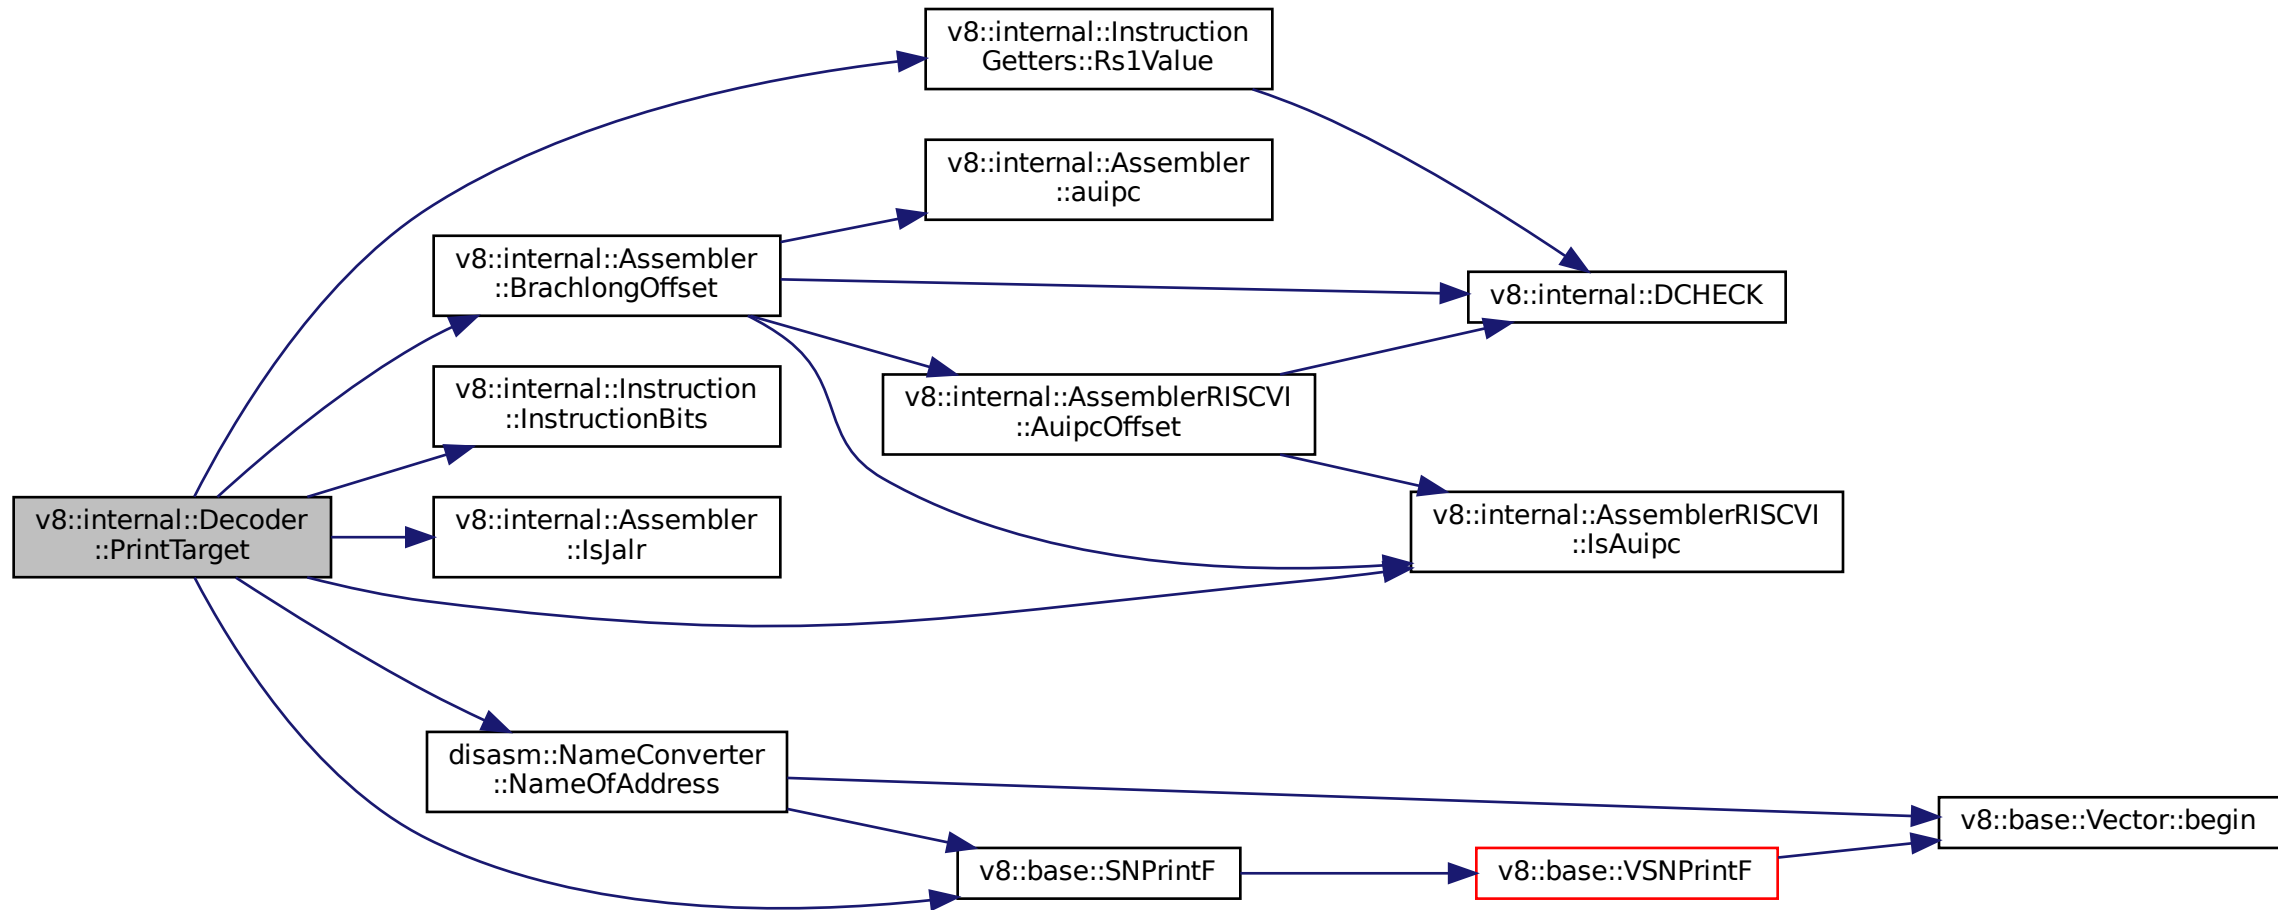 v8::internal::Instruction
Getters::Rs1Value
v8::internal::Assembler
::auipc
v8::internal::Assembler
::BrachlongOffset
v8::internal::DCHECK
v8::internal::Instruction
::InstructionBits
v8::internal::AssemblerRISCVI
::AuipcOffset
v8::internal::Decoder
::PrintTarget
v8::internal::Assembler
::IsJalr
v8::internal::AssemblerRISCVI
::IsAuipc
disasm::NameConverter
::NameOfAddress
v8::base::Vector::begin
v8::base::SNPrintF
v8::base::VSNPrintF